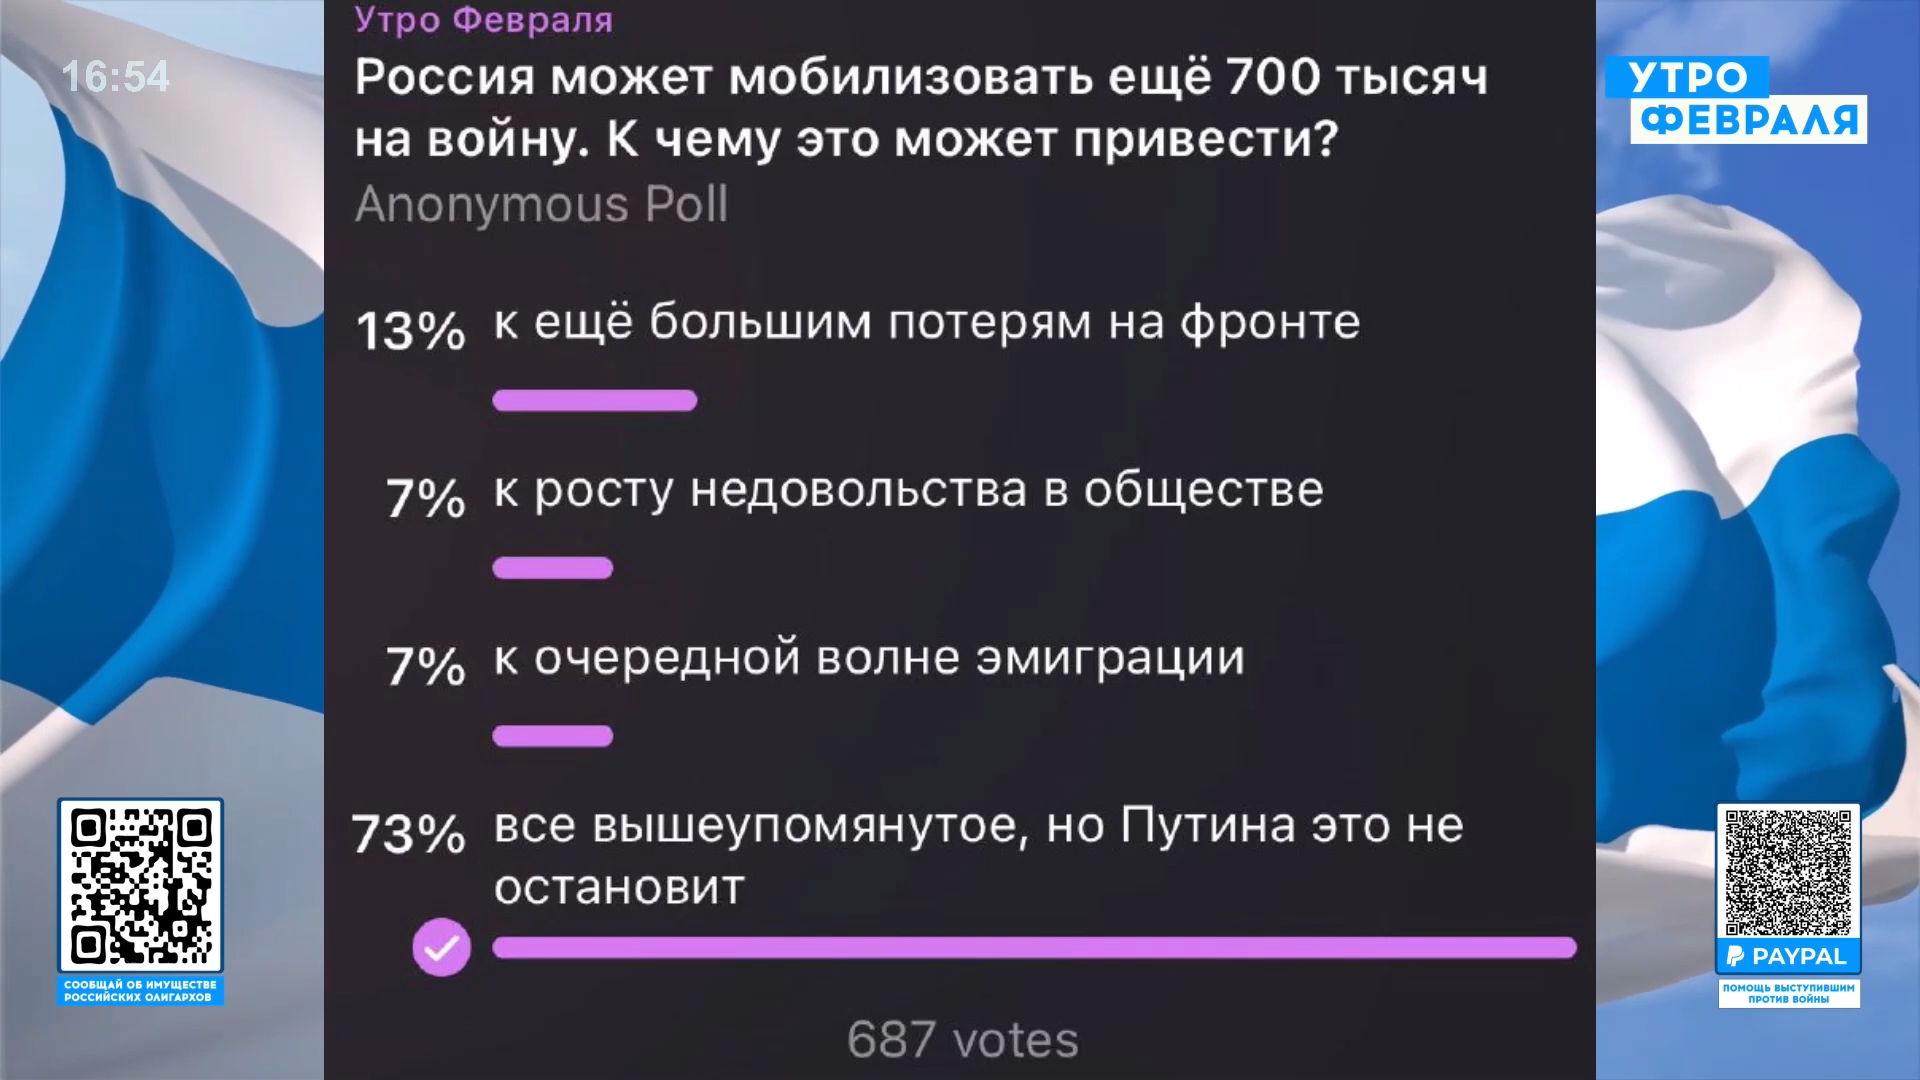 16:54
Утро Февраля
Россия может мобилизовать ещё 700 тысяч
на войну. К чему это может привести?
Anonymous Poll
13% к ещё большим потерям на фронте
7% к росту недовольства в обществе
7% к очередной волне эмиграции
73% все вышеупомянутое, но Путина это не
остановит
687 votes
УТРО
ФЕВРАЛЯ
СООБЩАЙ ОБ ИМУЩЕСТВЕ
РОССИЙСКИХ ОЛИГАРХОВ
PAYPAL
ПОМОЩЬ ВЫСТУПИВШИМ
ПРОТИВ ВОЙНЫ